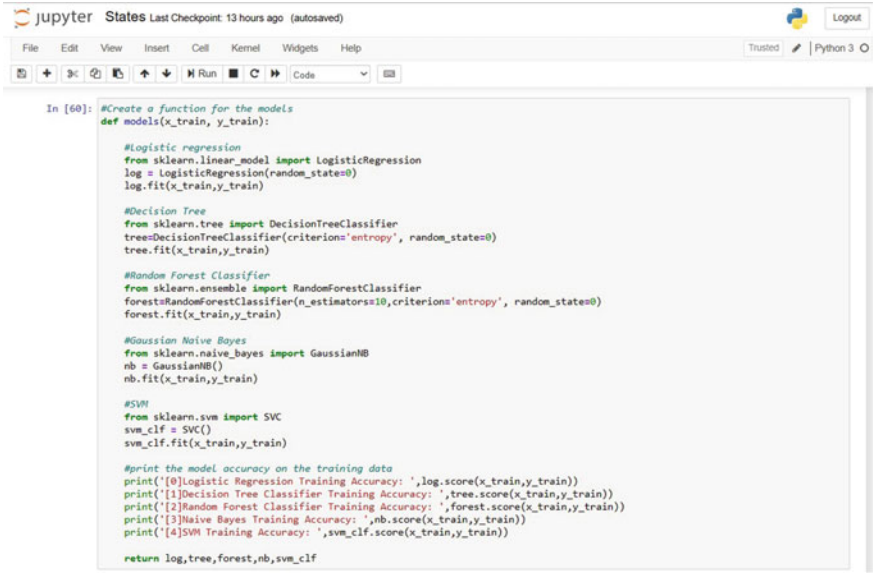 jupyter States Last Checkpoint: 13 hours ago (autosaved)
Logout
File Edit View Insert Cell Kernel Widgets Help
Trusted Python 3
Run Code
In [60]: #Create a function for the models
def models(x_train, y_train):
#Logistic regression
from sklearn.linear_model import LogisticRegression
log = LogisticRegression(random_state=0)
log.fit(x_train,y_train)
#Decision Tree
from sklearn.tree import DecisionTreeClassifier
tree=DecisionTreeClassifier(criterion='entropy', random_state=0)
tree.fit(x_train,y_train)
#Random Forest Classifier
from sklearn.ensemble import RandomForestClassifier
forest=RandomForestClassifier(n_estimators=10,criterion='entropy', random_state=0)
forest.fit(x_train,y_train)
#Gaussian Naive Bayes
from sklearn.naive_bayes import GaussianNB
nb = GaussianNB()
nb.fit(x_train,y_train)
#SVM
from sklearn.svm import SVC
svm_clf = SVC()
svm_clf.fit(x_train,y_train)
#print the model accuracy on the training data
print('[0]Logistic Regression Training Accuracy: ',log.score(x_train,y_train))
print('[1]Decision Tree Classifier Training Accuracy: ',tree.score(x_train,y_train))
print('[2]Random Forest Classifier Training Accuracy: ',forest.score(x_train,y_train))
print('[3]Naive Bayes Training Accuracy: ',nb.score(x_train,y_train))
print('[4]SVM Training Accuracy: ',svm_clf.score(x_train,y_train))
return log,tree,forest,nb,svm_clf